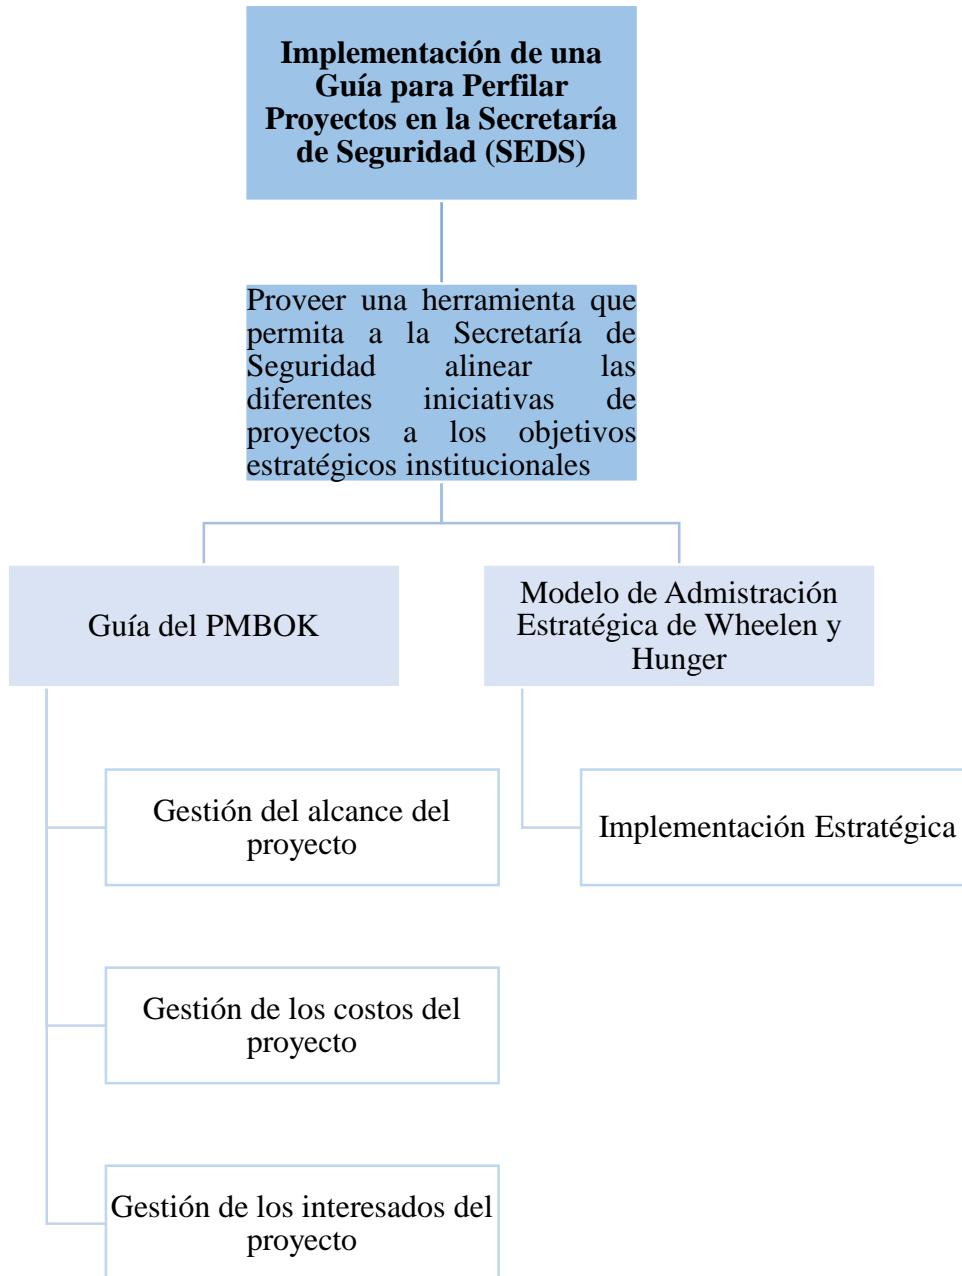 Implementación de una
Guía para Perfilar
Proyectos en la Secretaría
de Seguridad (SEDS)
Proveer una herramienta que
permita a la Secretaría de
Seguridad alinear las
diferentes iniciativas de
proyectos a los objetivos
estratégicos institucionales
Guía del PMBOK
Modelo de Admistración
Estratégica de Wheelen y
Hunger
Gestión del alcance del
proyecto
Implementación Estratégica
Gestión de los costos del
proyecto
Gestión de los interesados del
proyecto